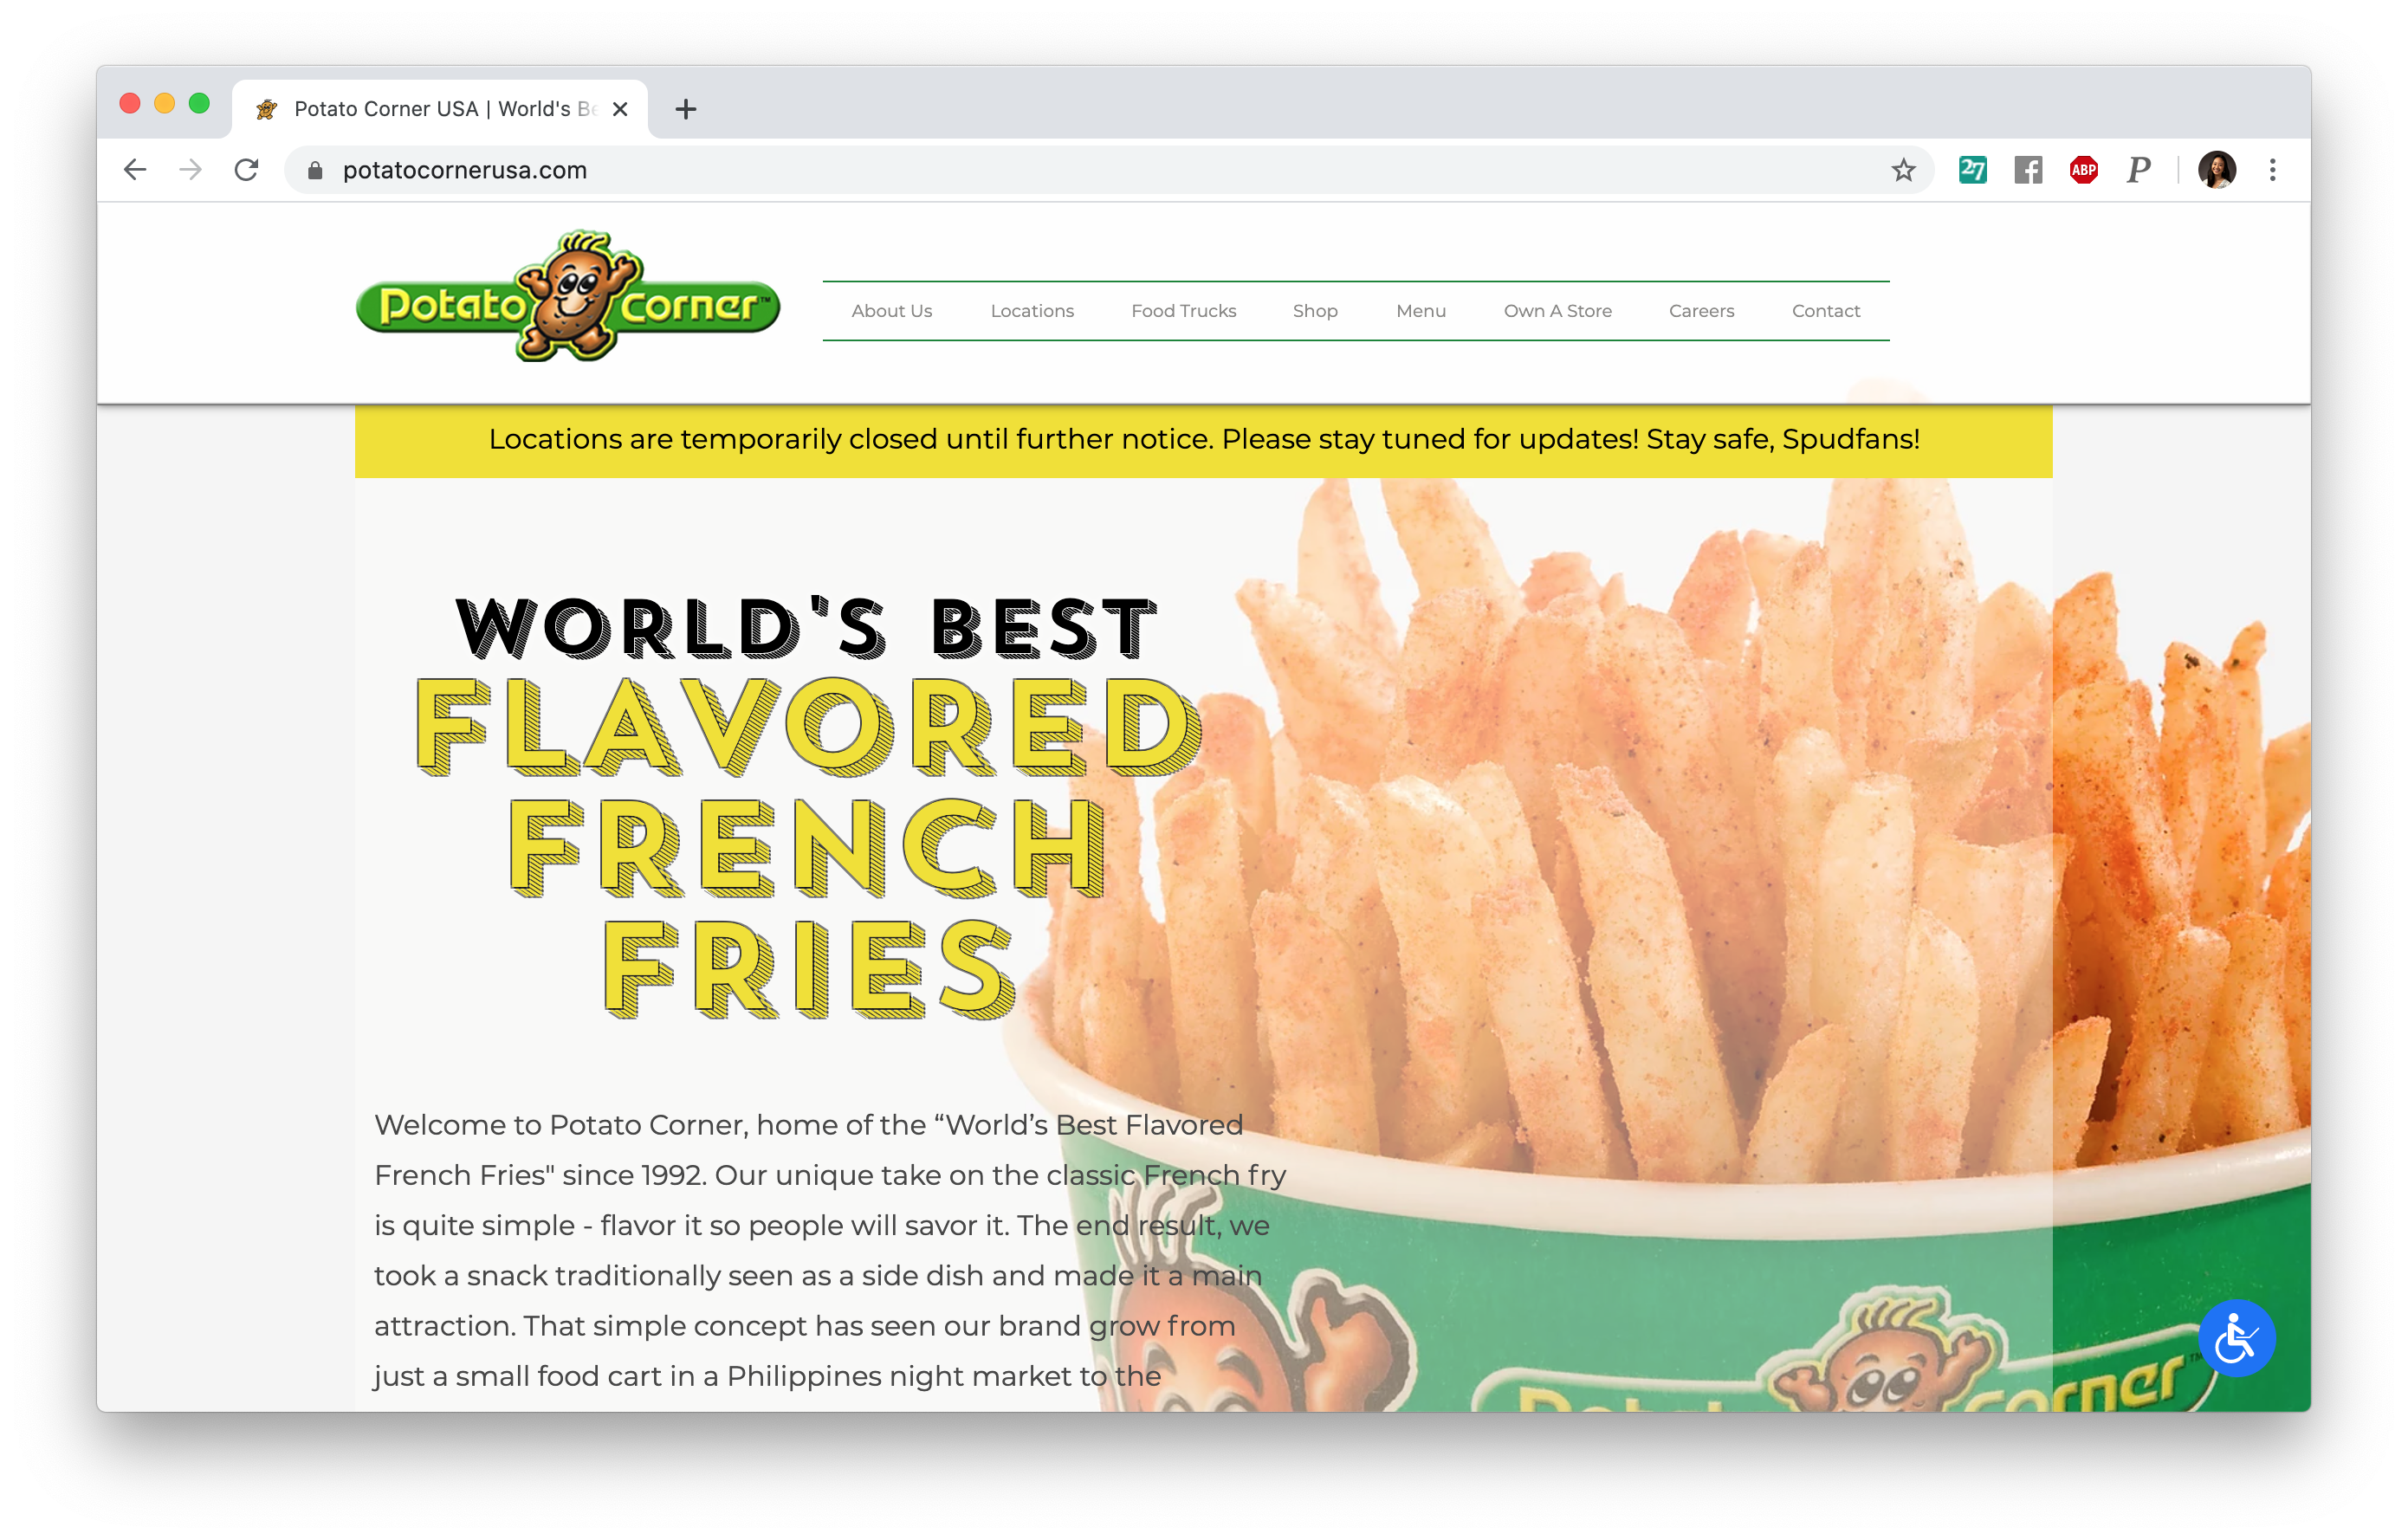 Potato Corner USA | World's Be
potatocornerusa.com
27
ABP
P
Potato Corner™
About Us Locations Food Trucks Shop Menu Own A Store Careers Contact
Locations are temporarily closed until further notice. Please stay tuned for updates! Stay safe, Spudfans!
WORLD'S BEST
FLAVORED
FRENCH
FRIES
Welcome to Potato Corner, home of the “World’s Best Flavored
French Fries" since 1992. Our unique take on the classic French fry
is quite simple - flavor it so people will savor it. The end result, we
took a snack traditionally seen as a side dish and made it a main
attraction. That simple concept has seen our brand grow from
just a small food cart in a Philippines night market to the
Potato Corner™